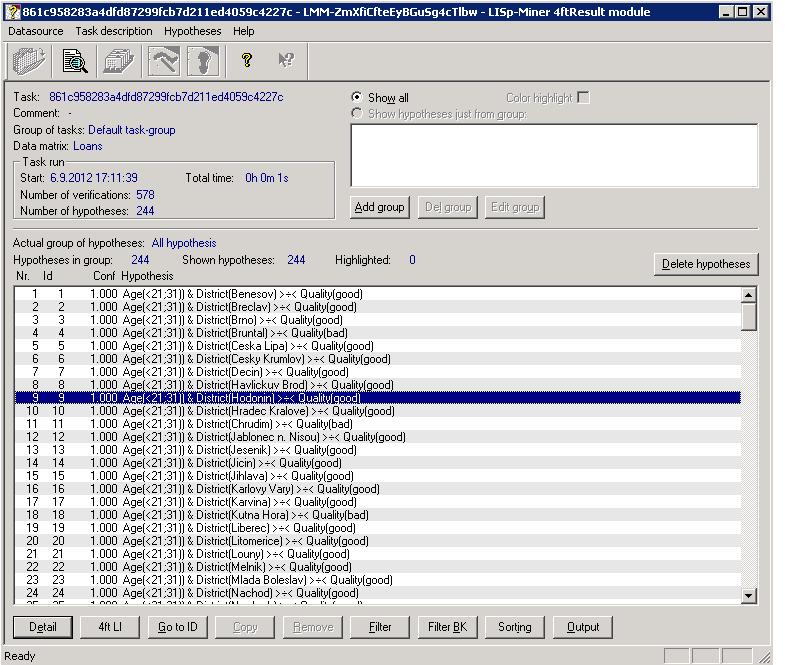 861c958283a4dfd87299fcb7d211ed4059c4227c - LMM-ZmXfiCfteEyBGuSg4cTlbw - LISp-Miner 4ftResult module
Datasource Task description Hypotheses Help
Task: 861c958283a4dfd87299fcb7d211ed4059c4227c
Comment: -
Group of tasks: Default task-group
Data matrix: Loans
Task run
Start: 6.9.2012 17:11:39 Total time: 0h 0m 1s
Number of verifications: 578
Number of hypotheses: 244
Show all Color highlight
Show hypotheses just from group:
Add group Del group Edit group
Actual group of hypotheses: All hypothesis
Hypotheses in group: 244 Shown hypotheses: 244 Highlighted: 0
Delete hypotheses
Nr. Id Conf Hypothesis
1 1 1.000 Age(<21;31)) & District(Benesov) >÷< Quality(good)
2 2 1.000 Age(<21;31)) & District(Breclav) >÷< Quality(good)
3 3 1.000 Age(<21;31)) & District(Brno) >÷< Quality(good)
4 4 1.000 Age(<21;31)) & District(Bruntal) >÷< Quality(bad)
5 5 1.000 Age(<21;31)) & District(Ceska Lipa) >÷< Quality(good)
6 6 1.000 Age(<21;31)) & District(Cesky Krumlov) >÷< Quality(good)
7 7 1.000 Age(<21;31)) & District(Decin) >÷< Quality(good)
8 8 1.000 Age(<21;31)) & District(Havlickuv Brod) >÷< Quality(good)
9 9 1.000 Age(<21;31)) & District(Hodonin) >÷< Quality(good)
10 10 1.000 Age(<21;31)) & District(Hradec Kralove) >÷< Quality(good)
11 11 1.000 Age(<21;31)) & District(Chrudim) >÷< Quality(bad)
12 12 1.000 Age(<21;31)) & District(Jablonec n. Nisou) >÷< Quality(good)
13 13 1.000 Age(<21;31)) & District(Jesenik) >÷< Quality(good)
14 14 1.000 Age(<21;31)) & District(Jicin) >÷< Quality(good)
15 15 1.000 Age(<21;31)) & District(Jihlava) >÷< Quality(good)
16 16 1.000 Age(<21;31)) & District(Karlovy Vary) >÷< Quality(good)
17 17 1.000 Age(<21;31)) & District(Karvina) >÷< Quality(good)
18 18 1.000 Age(<21;31)) & District(Kutna Hora) >÷< Quality(bad)
19 19 1.000 Age(<21;31)) & District(Liberec) >÷< Quality(good)
20 20 1.000 Age(<21;31)) & District(Litomerice) >÷< Quality(good)
21 21 1.000 Age(<21;31)) & District(Louny) >÷< Quality(good)
22 22 1.000 Age(<21;31)) & District(Melnik) >÷< Quality(good)
23 23 1.000 Age(<21;31)) & District(Mlada Boleslav) >÷< Quality(good)
24 24 1.000 Age(<21;31)) & District(Nachod) >÷< Quality(good)
Detail 4ft LI Go to ID Copy Remove Filter Filter BK Sorting Output
Ready